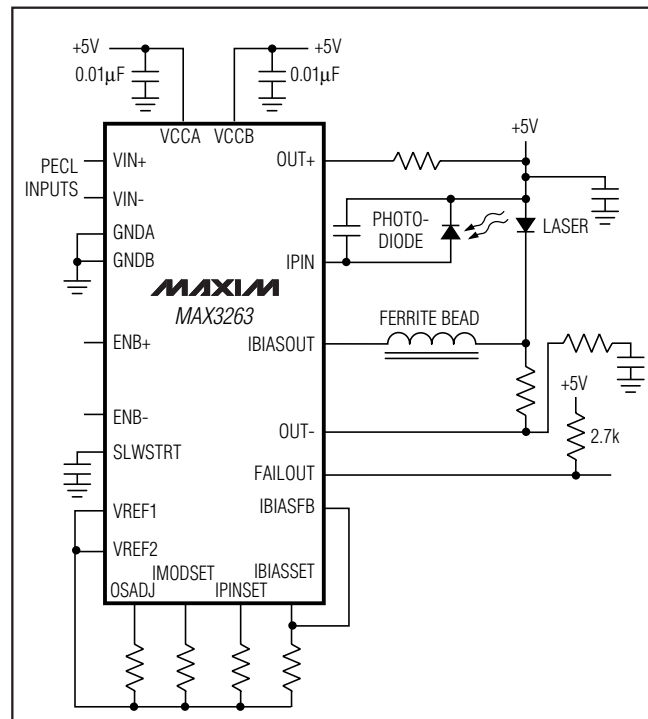 +5V
+5V
0.01µF
0.01µF
VCCA
VCCB
+5V
PECL
INPUTS
VIN+
VIN-
OUT+
GNDA
GNDB
PHOTO-
DIODE
LASER
IPIN
MAXIM
MAX3263
FERRITE BEAD
ENB+
IBIASOUT
ENB-
+5V
OUT-
2.7k
SLWSTRT
FAILOUT
IBIASFB
VREF1
VREF2
IMODSET
IBIASSET
OSADJ
IPINSET